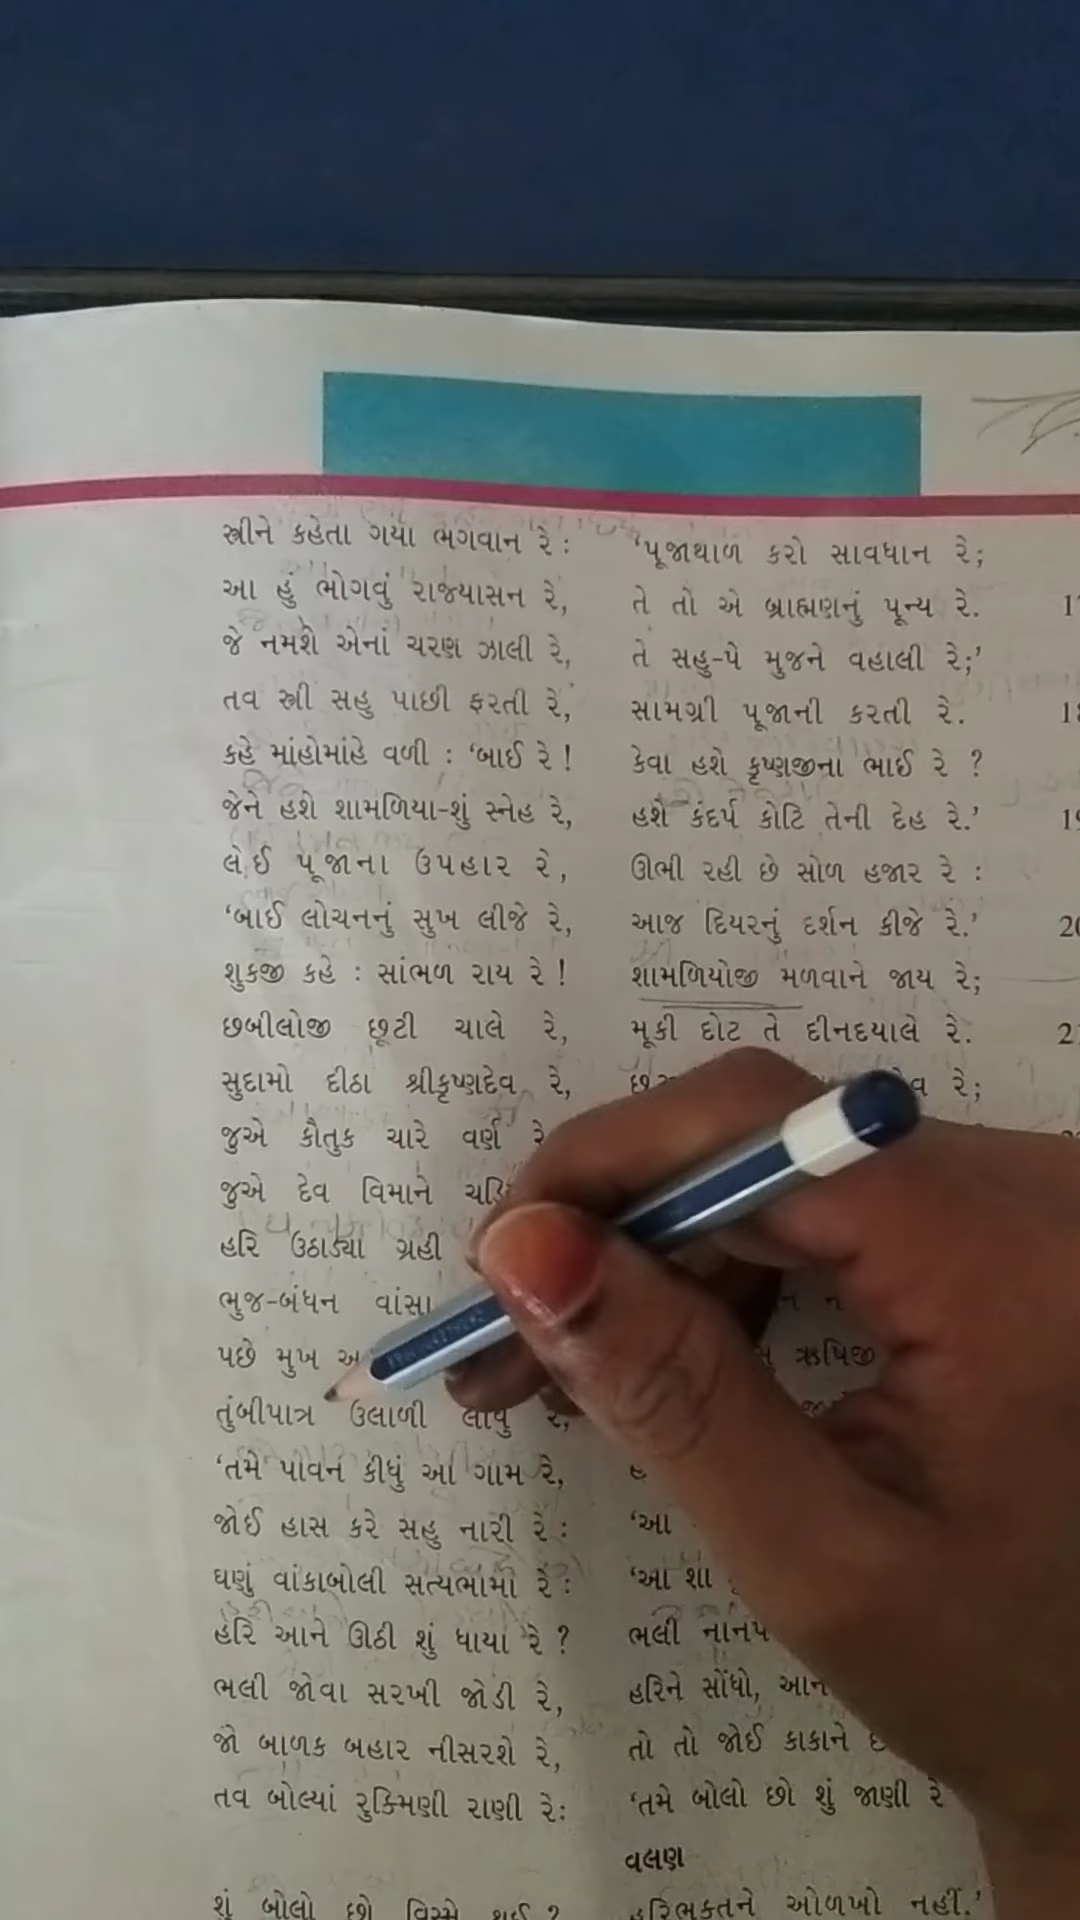 સ્ત્રીને કહેતા ગયા ભગવાન રે : 'પૂજાથાળ કરો સાવધાન રે;
આ હું ભોગવું રાજ્યાસન રે, તે તો એ બ્રાહ્મણનું પૂન્ય રે.
જે નમશે એનાં ચરણ ઝાલી રે, તે સહુ-પે મુજને વહાલી રે;'
તવ સ્ત્રી સહુ પાછી ફરતી રે, સામગ્રી પૂજાની કરતી રે.
કહે માંહોમાંહે વળી : 'બાઈ રે ! કેવા હશે કૃષ્ણજીના ભાઈ રે ?
જેને હશે શામળિયા-શું સ્નેહ રે, હશે કંદર્પ કોટિ તેની દેહ રે.'
લેઈ પૂજાના ઉપહાર રે, ઊભી રહી છે સોળ હજાર રે :
'બાઈ લોચનનું સુખ લીજે રે, આજ દિયરનું દર્શન કીજે રે.'
શુકજી કહે : સાંભળ રાય રે ! શામળિયોજી મળવાને જાય રે;
છબીલોજી છૂટી ચાલે રે, મૂકી દોટ તે દીનદયાલે રે.
સુદામો દીઠા શ્રીકૃષ્ણદેવ રે, રે;
જુએ કૌતુક ચારે વર્ણ રે
જુએ દેવ વિમાને
હરિ ઉઠાડ્યા ગ્રહી
ભુજ-બંધન વાંસા
પછે મુખ ઋષિજી
તુંબીપાત્ર ઉલાળી લીધું રે,
'તમે પાવન કીધું આ ગામ રે,
જોઈ હાસ કરે સહુ નારી રે : 'આ
ઘણું વાંકાબોલી સત્યભામા રે : 'આ શા
હરિ આને ઊઠી શું ધાયા રે ? ભલી
ભલી જોવા સરખી જોડી રે, હરિને સોંધો,
જો બાળક બહાર નીસરશે રે, તો તો જોઈ કાકાને
તવ બોલ્યાં રુક્મિણી રાણી રે: 'તમે બોલો છો શું જાણી રે
વલણ
શું બોલો છો વિસ્મે થઈ ? હરિભક્તને ઓળખો નહીં.'